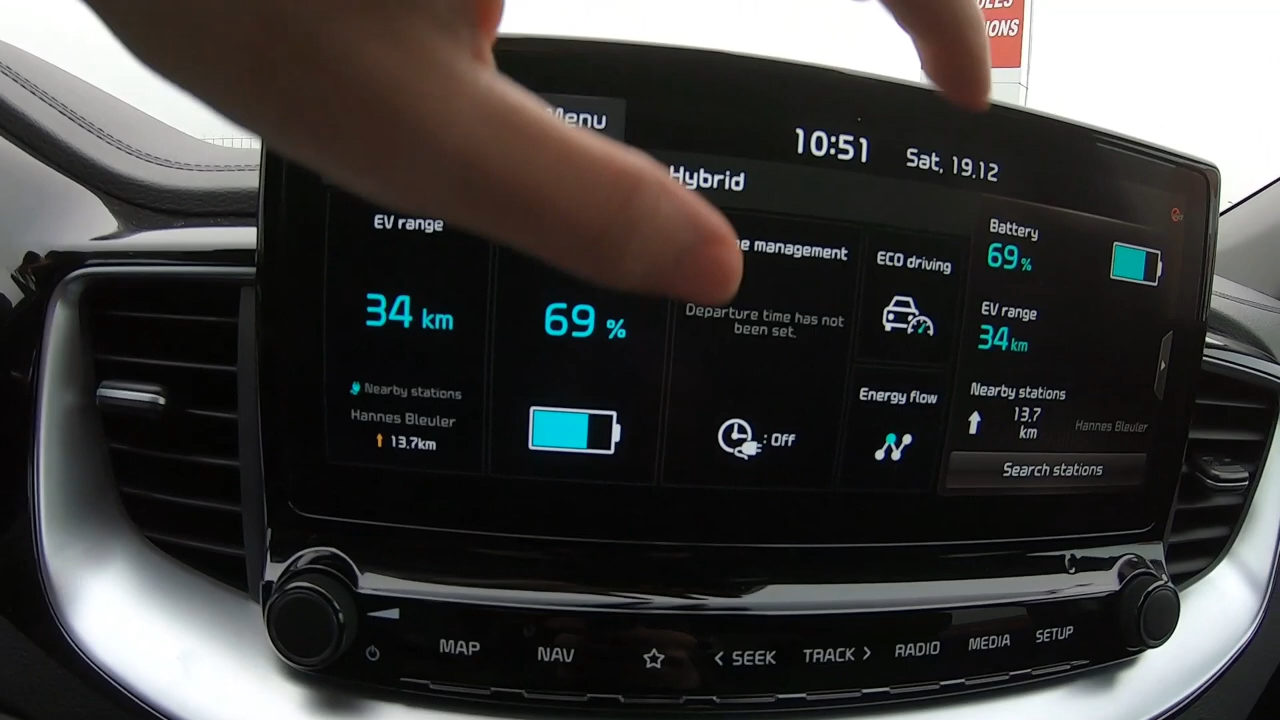 Menu
10:51
Sat, 19.12
Hybrid
EV range
34 km
Nearby stations
Hannes Bleuler
13.7km
69 %
management
Departure time has not
been set.
: Off
ECO driving
Energy flow
Battery
69%
EV range
34 km
Nearby stations
13.7
km
Hannes Bleuler
Search stations
MAP
NAV
< SEEK
TRACK >
RADIO
MEDIA
SETUP